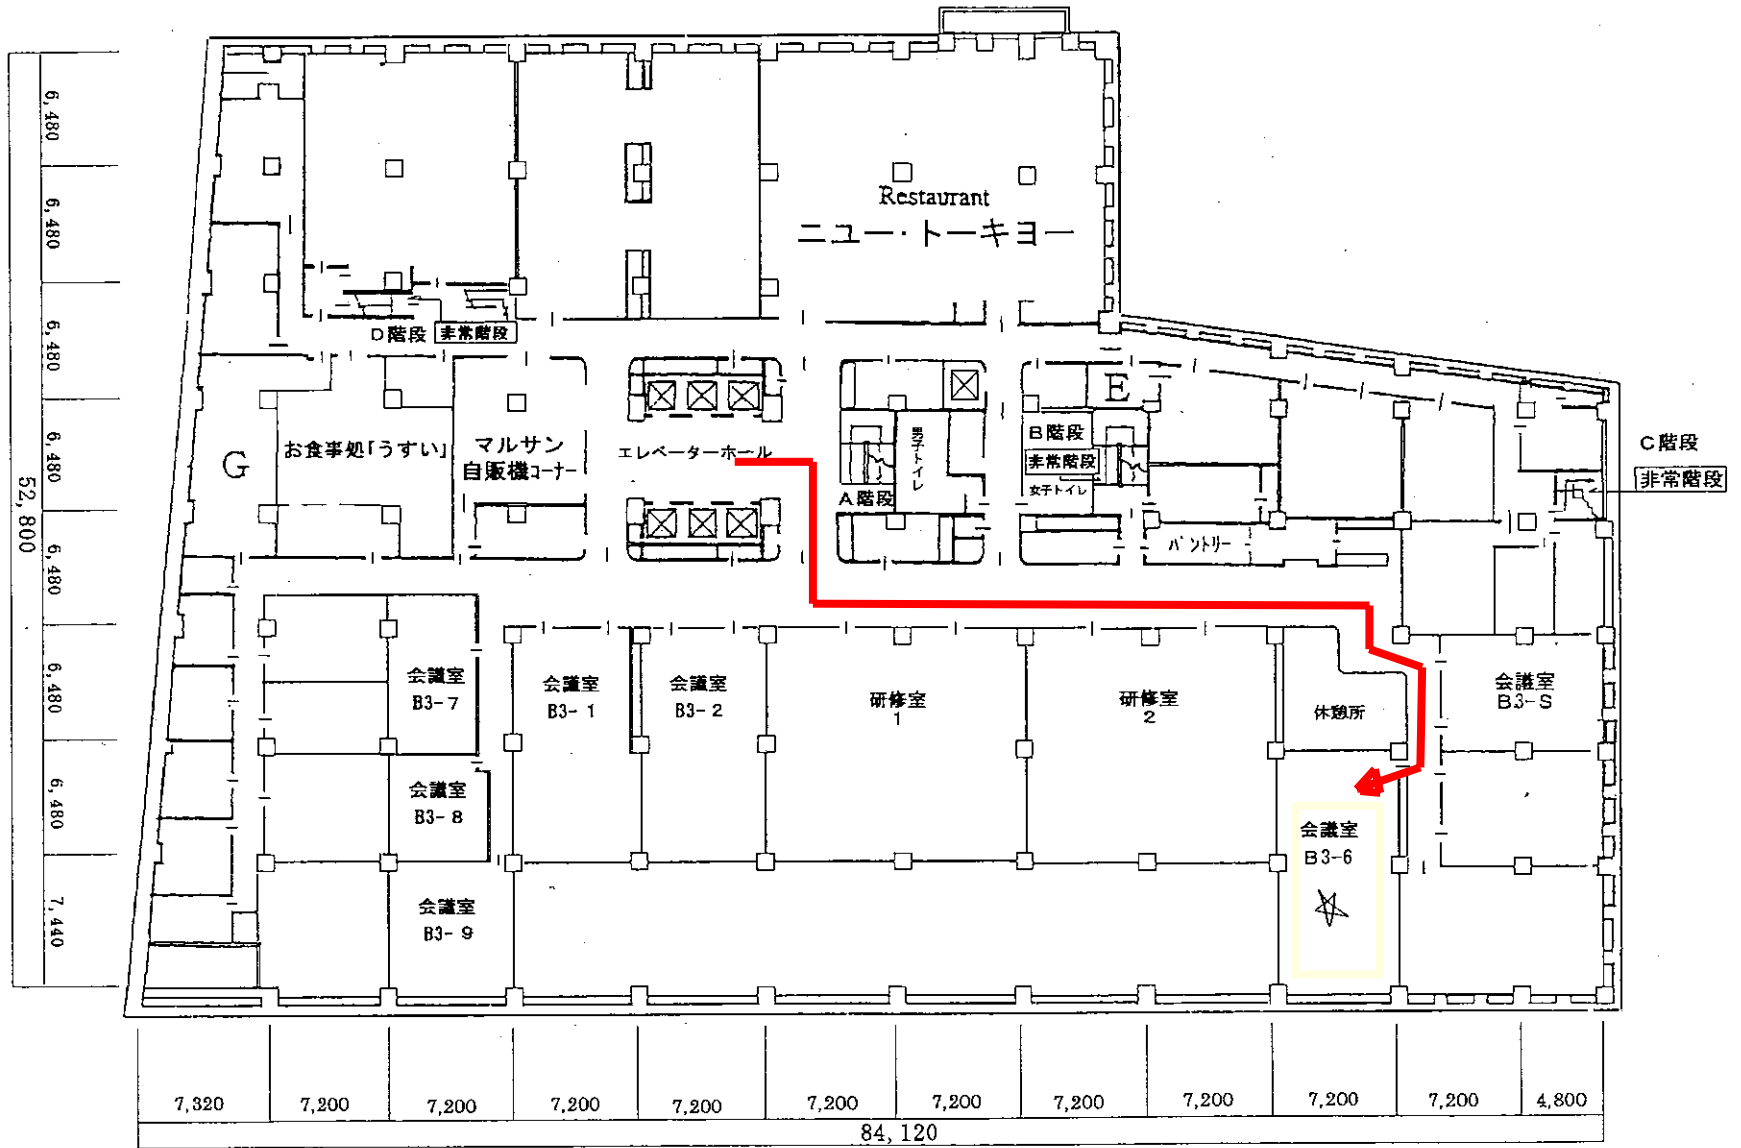 Restaurant
ニュー・トーキョー
D階段 非常階段
G
お食事処「うすい」
マルサン
自販機コーナー
エレベーターホール
男子トイレ
A階段
E
B階段
非常階段
女子トイレ
パントリー
C階段
非常階段
会議室
B3-7
会議室
B3-1
会議室
B3-2
研修室
1
研修室
2
休憩所
会議室
B3-S
会議室
B3-8
会議室
B3-6
会議室
B3-9
6,480
6,480
6,480
6,480
6,480
6,480
6,480
7,440
52,800
7,320
7,200
7,200
7,200
7,200
7,200
7,200
7,200
7,200
7,200
7,200
4,800
84,120